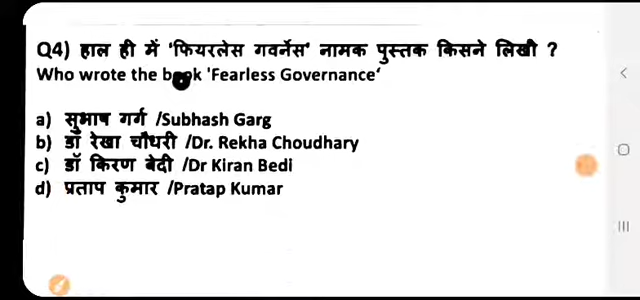 Q4) हाल ही में 'फियरलेस गवर्नेंस' नामक पुस्तक किसने लिखी ?
Who wrote the book 'Fearless Governance‘
a) सुभाष गर्ग /Subhash Garg
b) डॉ रेखा चौधरी /Dr. Rekha Choudhary
c) डॉ किरण बेदी /Dr Kiran Bedi
d) प्रताप कुमार /Pratap Kumar